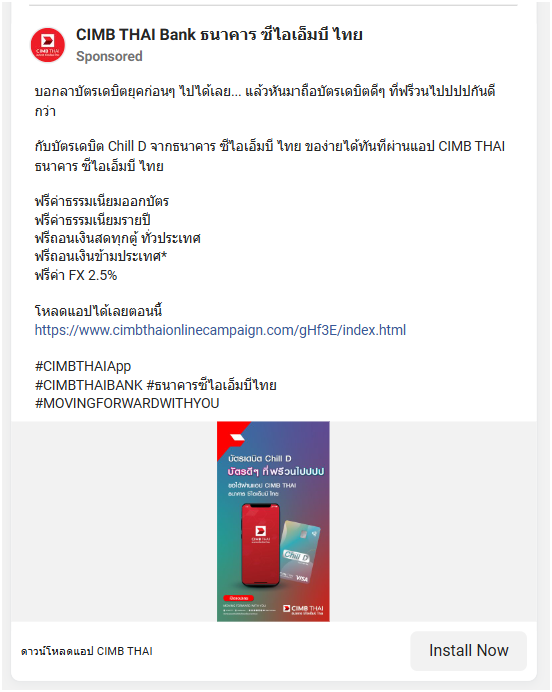 CIMB THAI Bank ธนาคาร ซีไอเอ็มบี ไทย
Sponsored
บอกลาบัตรเดบิตยุคก่อนๆ ไปได้เลย... แล้วหันมาถือบัตรเดบิตดีๆ ที่ฟรีวนไปปปปกันดี
กว่า
กับบัตรเดบิต Chill D จากธนาคาร ซีไอเอ็มบี ไทย ของ่ายได้ทันทีผ่านแอป CIMB THAI
ธนาคาร ซีไอเอ็มบี ไทย
ฟรีค่าธรรมเนียมออกบัตร
ฟรีค่าธรรมเนียมรายปี
ฟรีถอนเงินสดทุกตู้ ทั่วประเทศ
ฟรีถอนเงินข้ามประเทศ*
ฟรีค่า FX 2.5%
โหลดแอปได้เลยตอนนี้
https://www.cimbthaionlinecampaign.com/gHf3E/index.html
#CIMBTHAIApp
#CIMBTHAIBANK #ธนาคารซีไอเอ็มบีไทย
#MOVINGFORWARDWITHYOU
บัตรเดบิต Chill D
บัตรดีๆ ที่ฟรีวนไปปปป
ขอได้ผ่านแอป CIMB THAI
ธนาคาร ซีไอเอ็มบี ไทย
CIMB THAI
Chill D
VISA
CIMB THAI
ดาวน์โหลดแอป CIMB THAI
Install Now